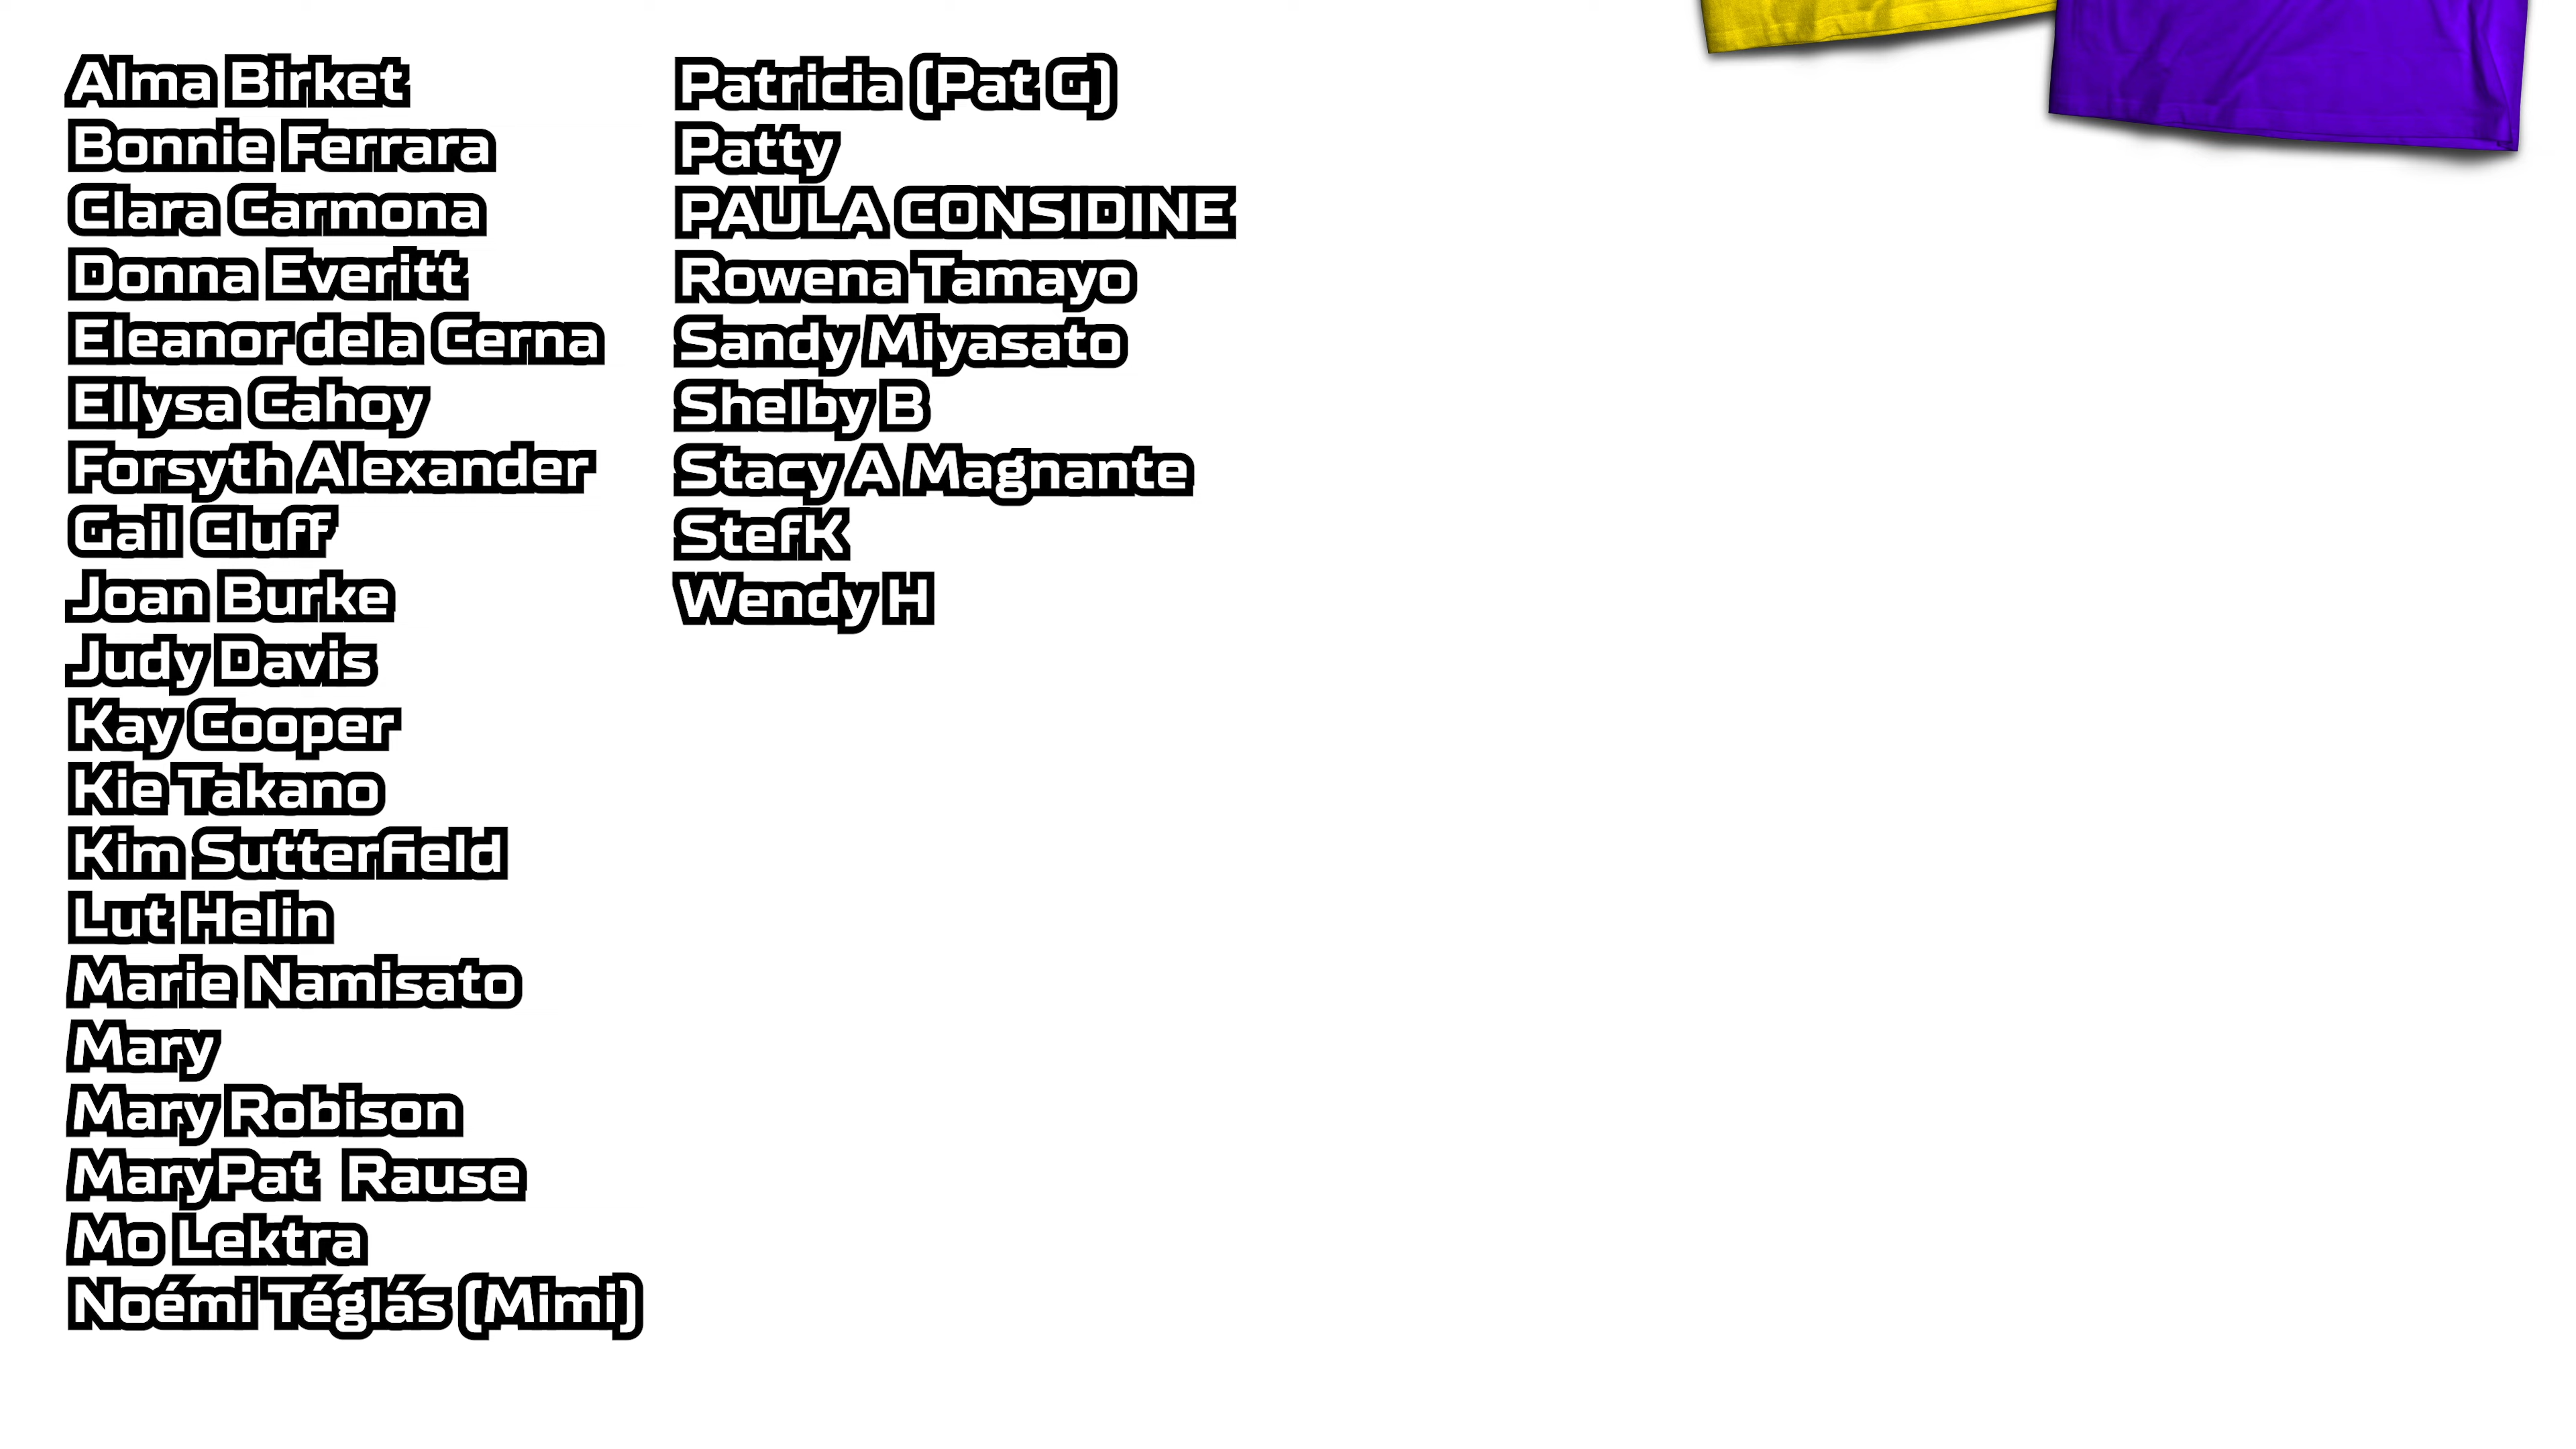 Alma Birket
Bonnie Ferrara
Clara Carmona
Donna Everitt
Eleanor dela Cerna
Ellysa Cahoy
Forsyth Alexander
Gail Cluff
Joan Burke
Judy Davis
Kay Cooper
Kie Takano
Kim Sutterfield
Lut Helin
Marie Namisato
Mary
Mary Robison
MaryPat  Rause
Mo Lektra
Noémi Téglás (Mimi)
Patricia (Pat G)
Patty
PAULA CONSIDINE
Rowena Tamayo
Sandy Miyasato
Shelby B
Stacy A Magnante
StefK
Wendy H